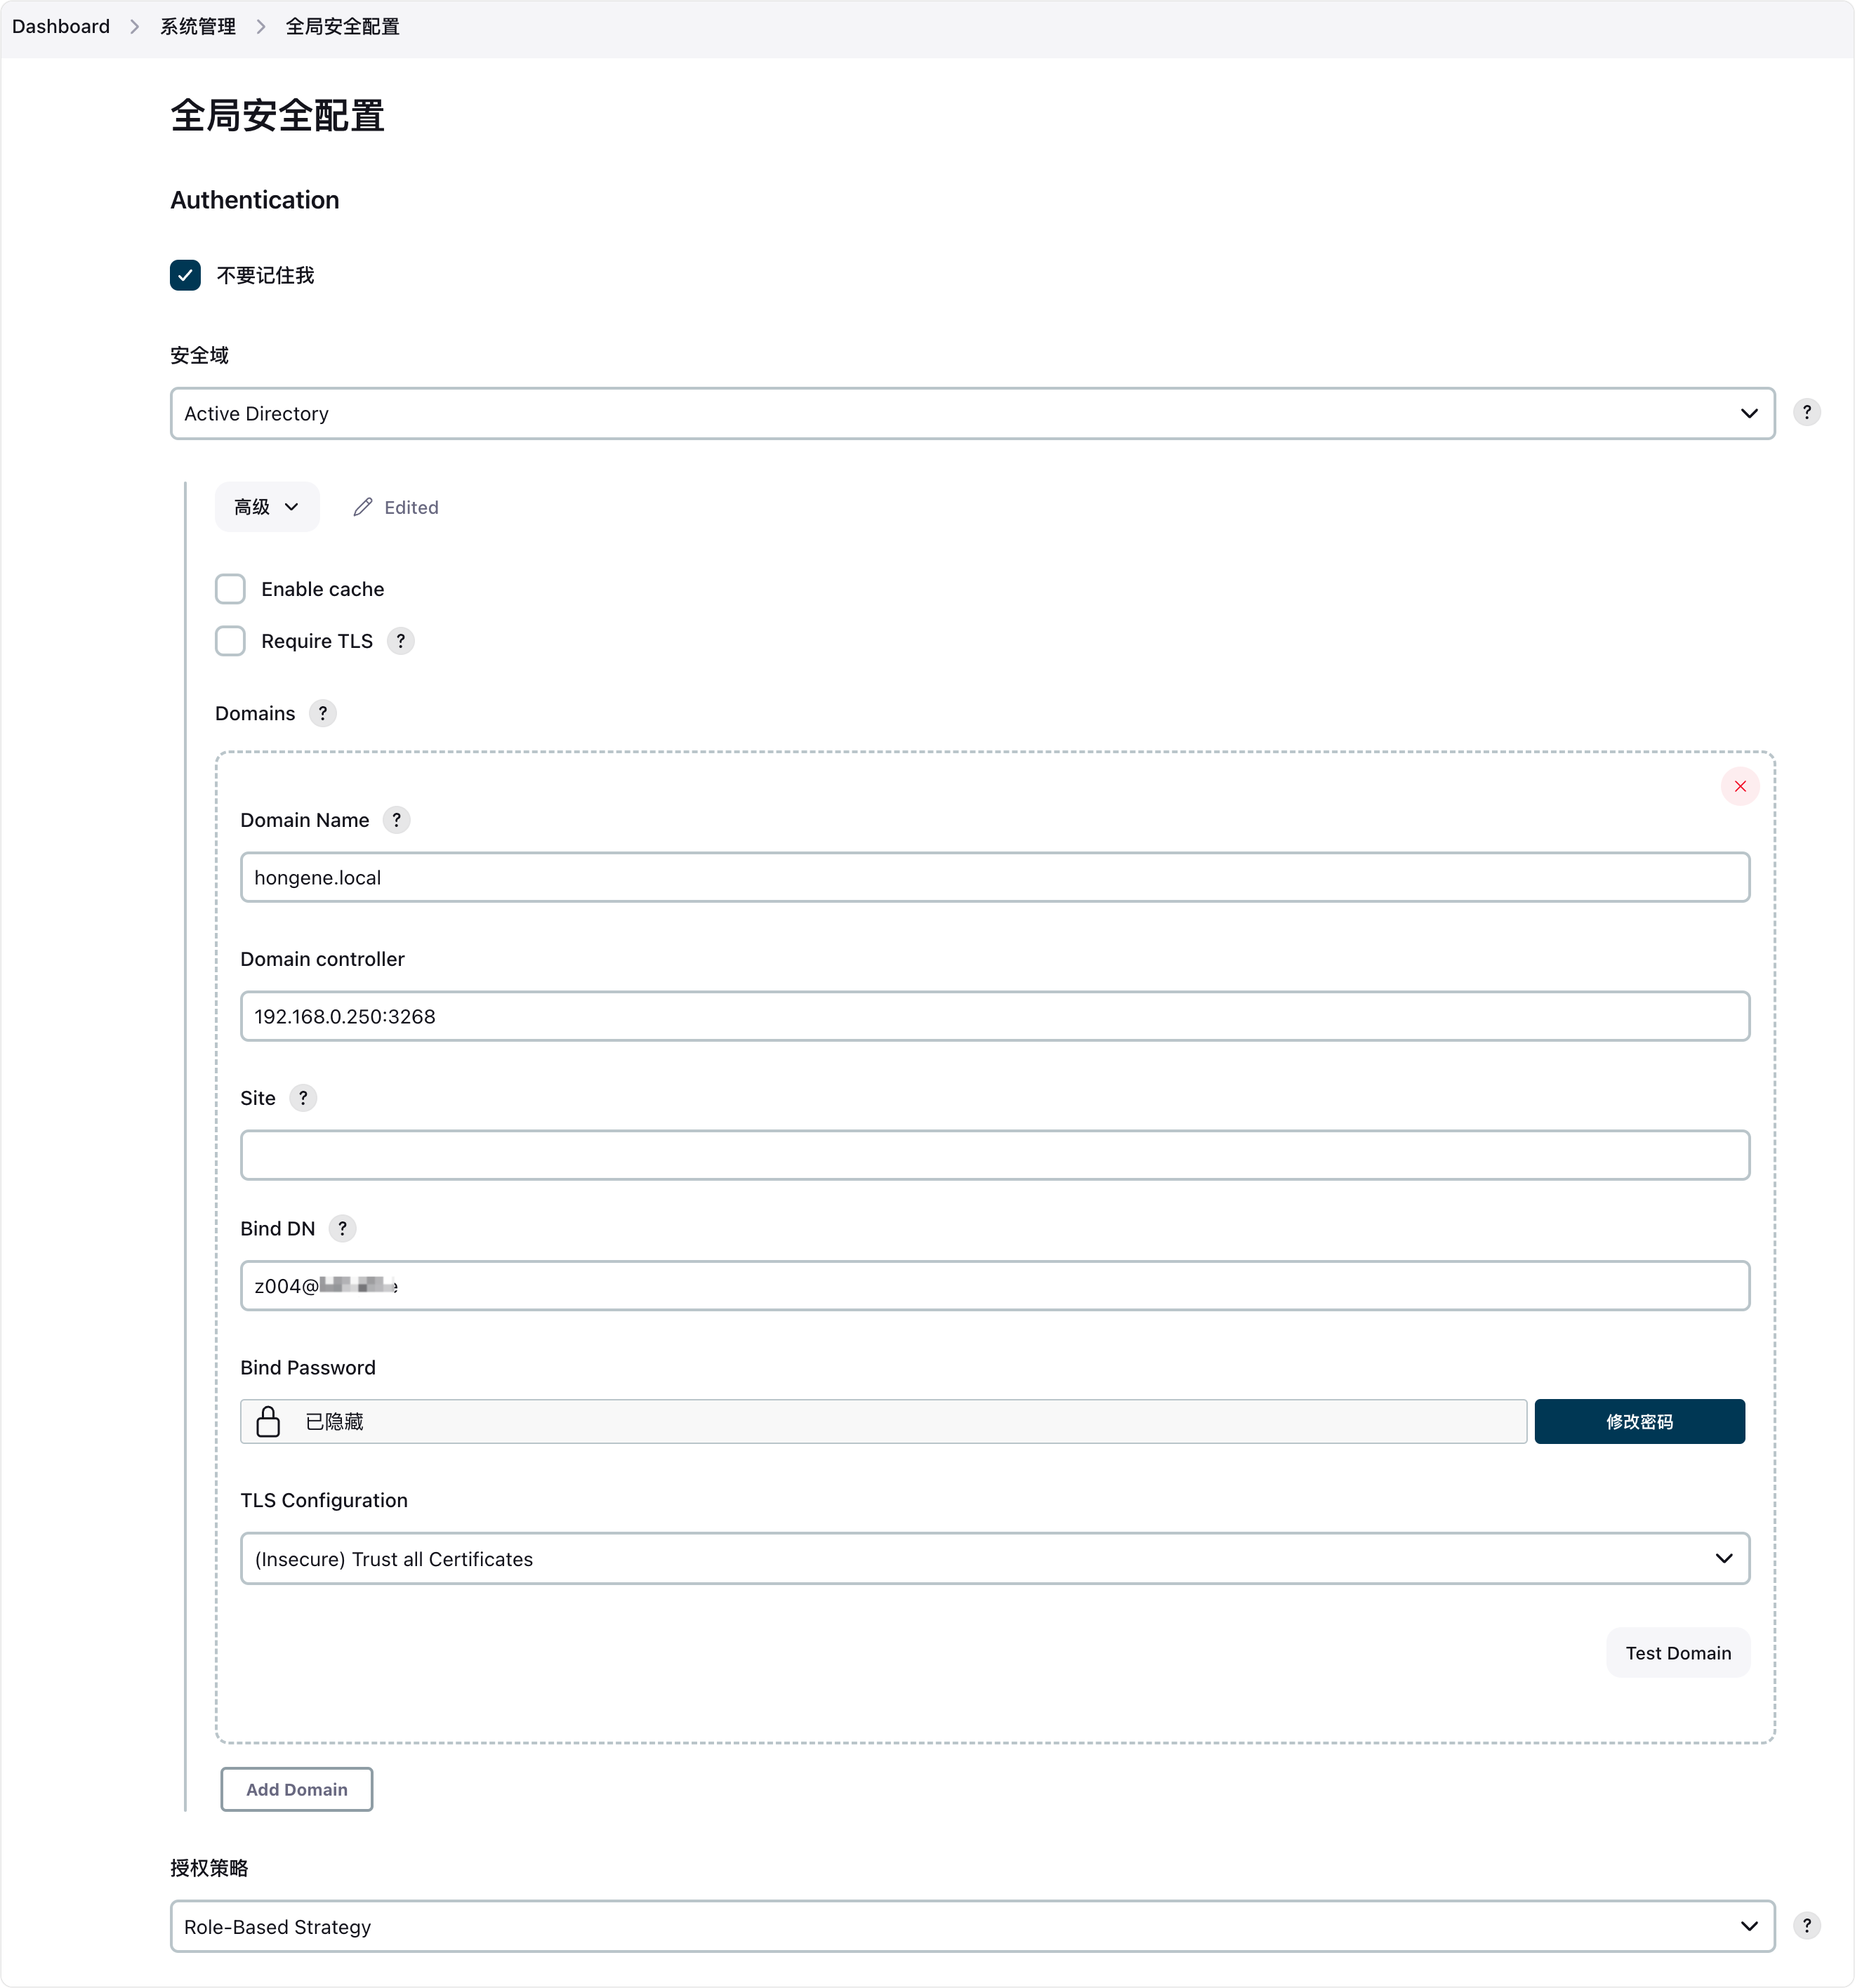 Dashboard > 系统管理 > 全局安全配置
全局安全配置
Authentication
不要记住我
安全域
Active Directory
?
高级
Edited
Enable cache
Require TLS ?
Domains ?
Domain Name ?
hongene.local
Domain controller
192.168.0.250:3268
Site ?
Bind DN ?
z004@
Bind Password
已隐藏
修改密码
TLS Configuration
(Insecure) Trust all Certificates
Test Domain
Add Domain
授权策略
Role-Based Strategy
?